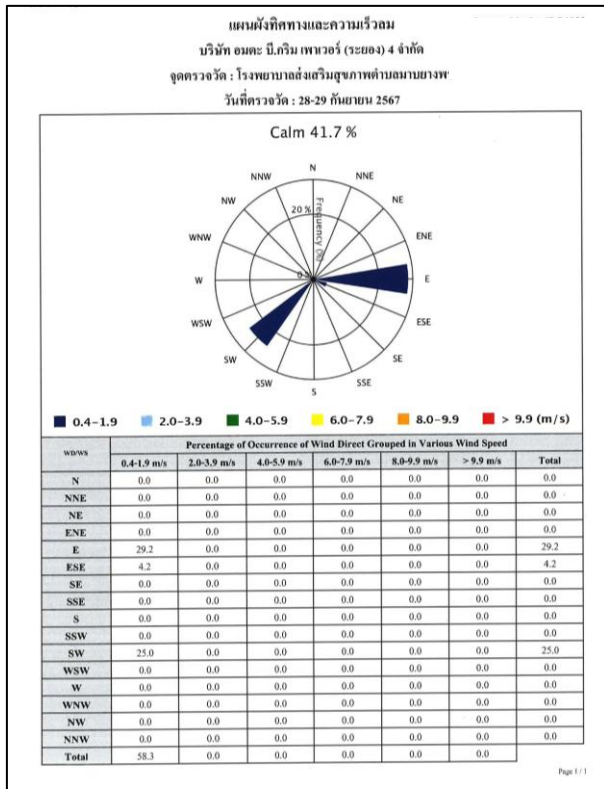 แผนผังทิศทางและความเร็วลม
บริษัท อมตะ บี.กริม เพาเวอร์ (ระยอง) 4 จำกัด
จุดตรวจวัด : โรงพยาบาลส่งเสริมสุขภาพตำบลมาบยางพ
วันที่ตรวจวัด : 28-29 กันยายน 2567
Calm 41.7 %
N
NNW NNE
NW NE
20 %
Frequency (%)
WNW ENE
W 0 % E
WSW ESE
SW SE
SSW SSE
S
0.4-1.9 2.0-3.9 4.0-5.9 6.0-7.9 8.0-9.9 > 9.9 (m/s)
WD/WS Percentage of Occurrence of Wind Direct Grouped in Various Wind Speed
0.4-1.9 m/s 2.0-3.9 m/s 4.0-5.9 m/s 6.0-7.9 m/s 8.0-9.9 m/s > 9.9 m/s Total
N 0.0 0.0 0.0 0.0 0.0 0.0 0.0
NNE 0.0 0.0 0.0 0.0 0.0 0.0 0.0
NE 0.0 0.0 0.0 0.0 0.0 0.0 0.0
ENE 0.0 0.0 0.0 0.0 0.0 0.0 0.0
E 29.2 0.0 0.0 0.0 0.0 0.0 29.2
ESE 4.2 0.0 0.0 0.0 0.0 0.0 4.2
SE 0.0 0.0 0.0 0.0 0.0 0.0 0.0
SSE 0.0 0.0 0.0 0.0 0.0 0.0 0.0
S 0.0 0.0 0.0 0.0 0.0 0.0 0.0
SSW 0.0 0.0 0.0 0.0 0.0 0.0 0.0
SW 25.0 0.0 0.0 0.0 0.0 0.0 25.0
WSW 0.0 0.0 0.0 0.0 0.0 0.0 0.0
W 0.0 0.0 0.0 0.0 0.0 0.0 0.0
WNW 0.0 0.0 0.0 0.0 0.0 0.0 0.0
NW 0.0 0.0 0.0 0.0 0.0 0.0 0.0
NNW 0.0 0.0 0.0 0.0 0.0 0.0 0.0
Total 58.3 0.0 0.0 0.0 0.0 0.0
Page 1 / 1